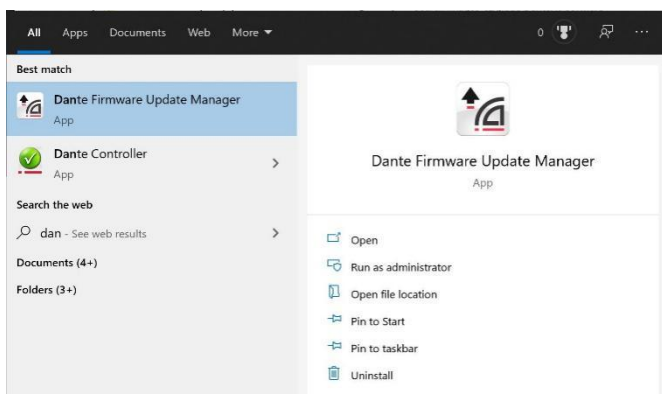 All Apps Documents Web More 0
Best match
Dante Firmware Update Manager
App
Dante Controller
App
Search the web
dan - See web results
Documents (4+)
Folders (3+)
Dante Firmware Update Manager
App
Open
Run as administrator
Open file location
Pin to Start
Pin to taskbar
Uninstall